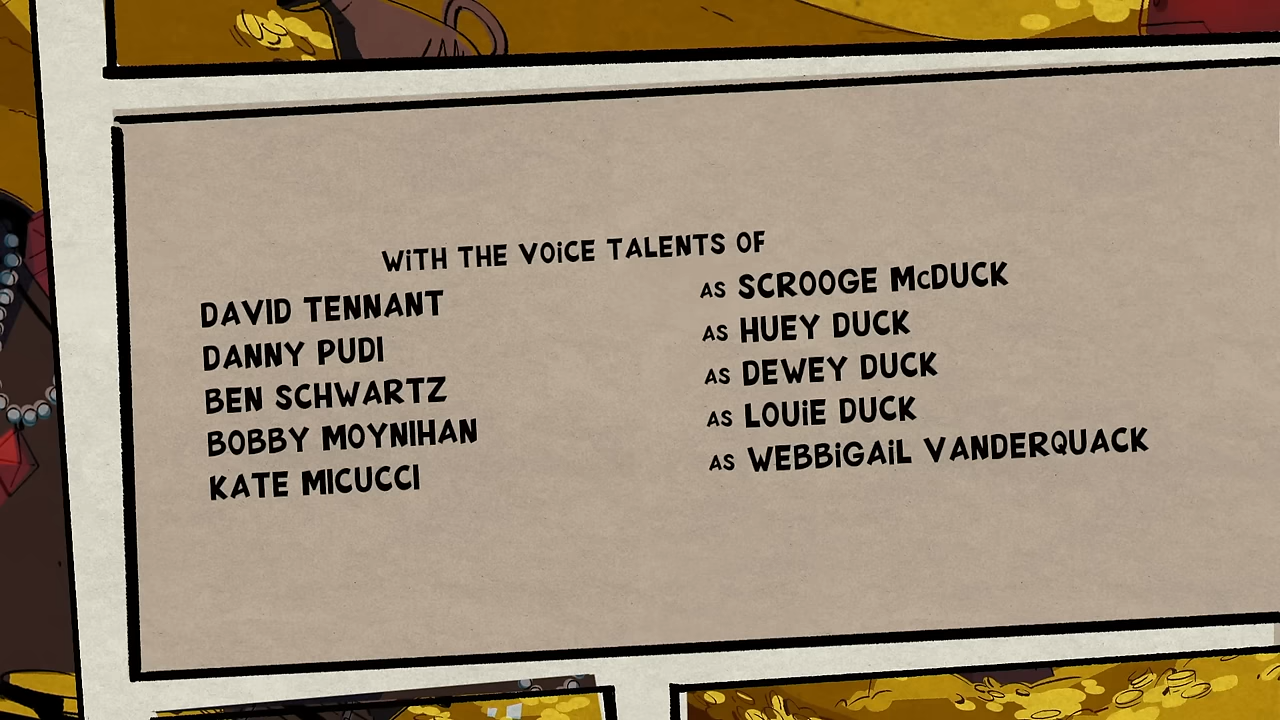 WiTH THE VOiCE TALENTS OF
DAVID TENNANT AS SCROOGE McDUCK
DANNY PUDI AS HUEY DUCK
BEN SCHWARTZ AS DEWEY DUCK
BOBBY MOYNIHAN AS LOUiE DUCK
KATE MICUCCI AS WEBBiGAiL VANDERQUACK